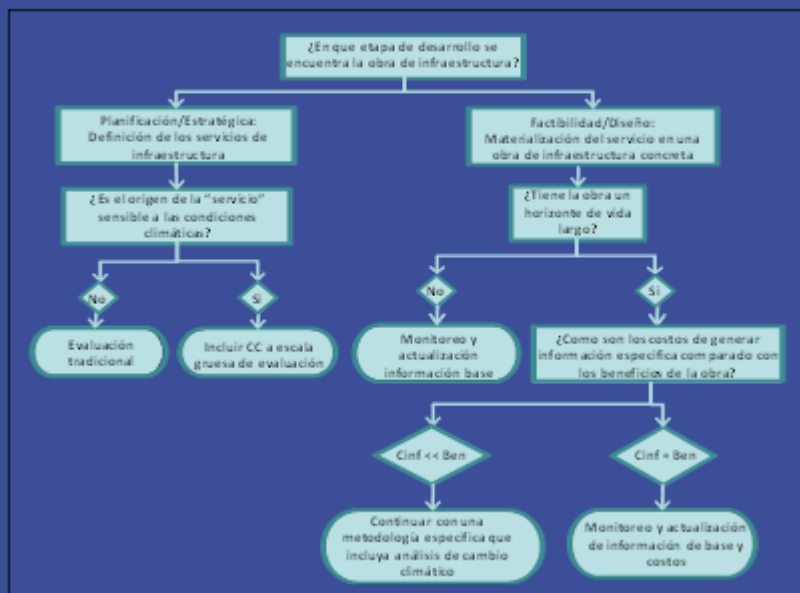 ¿En que etapa de desarrollo se
encuentra la obra de infraestructura?
Planificación/Estratégica:
Definición de los servicios de
infraestructura
Factibilidad/Diseño:
Materialización del servicio en una
obra de infraestructura concreta
¿Es el origen de la "servicio"
sensible a las condiciones
climáticas?
¿Tiene la obra un
horizonte de vida
largo?
No
Si
No
Si
Evaluación
tradicional
Incluir CC a escala
gruesa de evaluación
Monitoreo y
actualización
información base
¿Como son los costos de generar
información especifica comparado con
los beneficios de la obra?
Cinf << Ben
Cinf ≈ Ben
Continuar con una
metodología especifica que
incluya análisis de cambio
climático
Monitoreo y actualización
de información de base y
costos